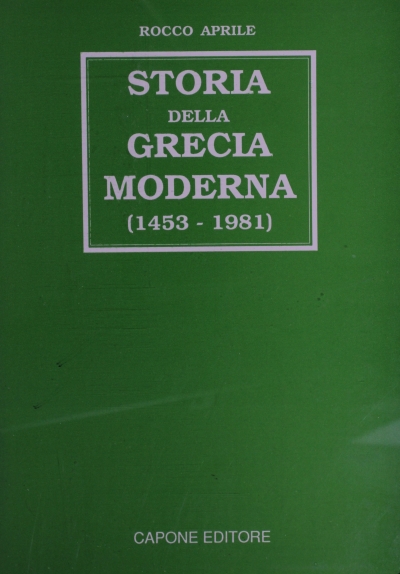 ROCCO APRILE
STORIA
DELLA
GRECIA
MODERNA
(1453 - 1981)
CAPONE EDITORE